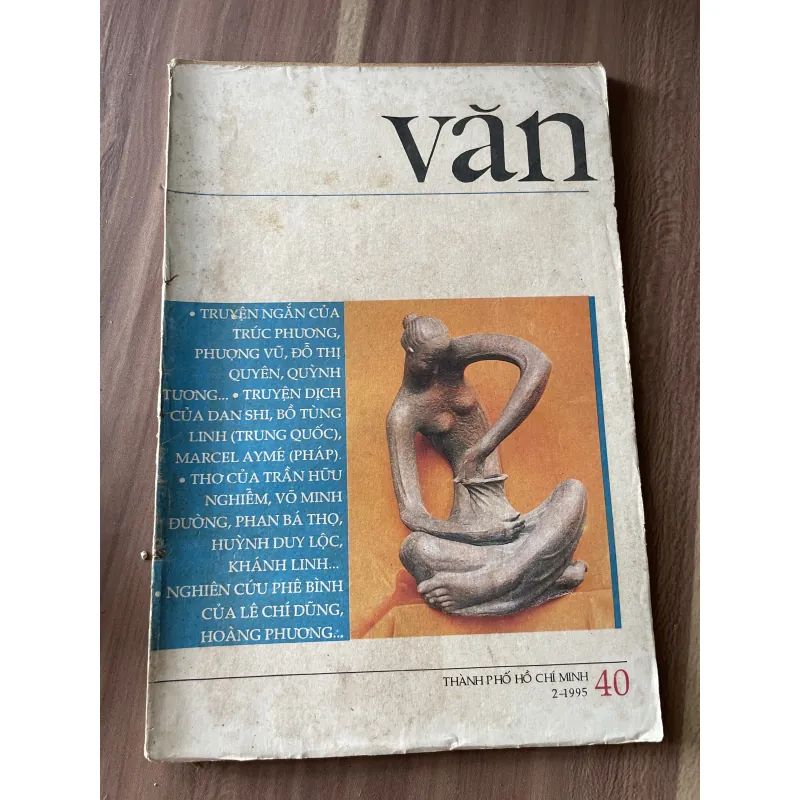 văn
• TRUYỆN NGẮN CỦA
TRÚC PHƯƠNG,
PHƯỢNG VŨ, ĐỖ THỊ
QUYÊN, QUỲNH
TƯƠNG... • TRUYỆN DỊCH
CỦA DAN SHI, BỒ TÙNG
LINH (TRUNG QUỐC),
MARCEL AYMÉ (PHÁP).
• THƠ CỦA TRẦN HỮU
NGHIỄM, VÕ MINH
ĐƯỜNG, PHAN BÁ THỌ,
HUỲNH DUY LỘC,
KHÁNH LINH...
• NGHIÊN CỨU PHÊ BÌNH
CỦA LÊ CHÍ DŨNG,
HOÀNG PHƯƠNG...
THÀNH PHỐ HỒ CHÍ MINH
2-1995 40